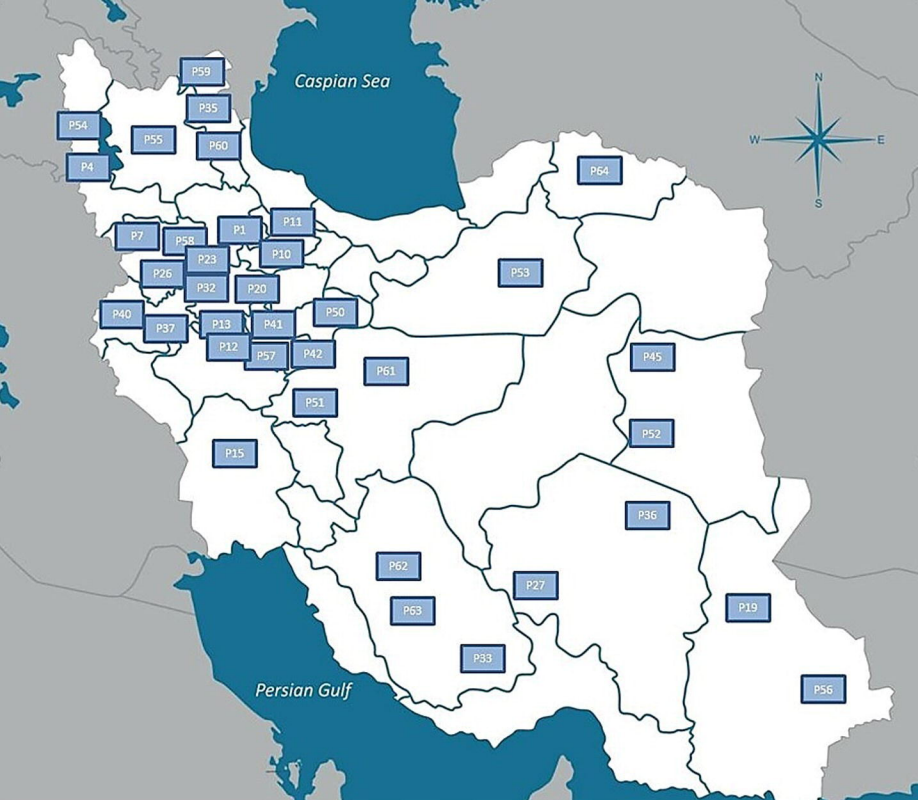 P59
Caspian Sea
N
P35
P54
P55
P60
W
E
P4
P64
S
P11
P1
P7
P58
P10
P23
P26
P53
P32
P20
P40
P50
P37
P13
P41
P12
P57
P42
P45
P61
P51
P52
P15
P36
P62
P27
P63
P19
P33
Persian Gulf
P56